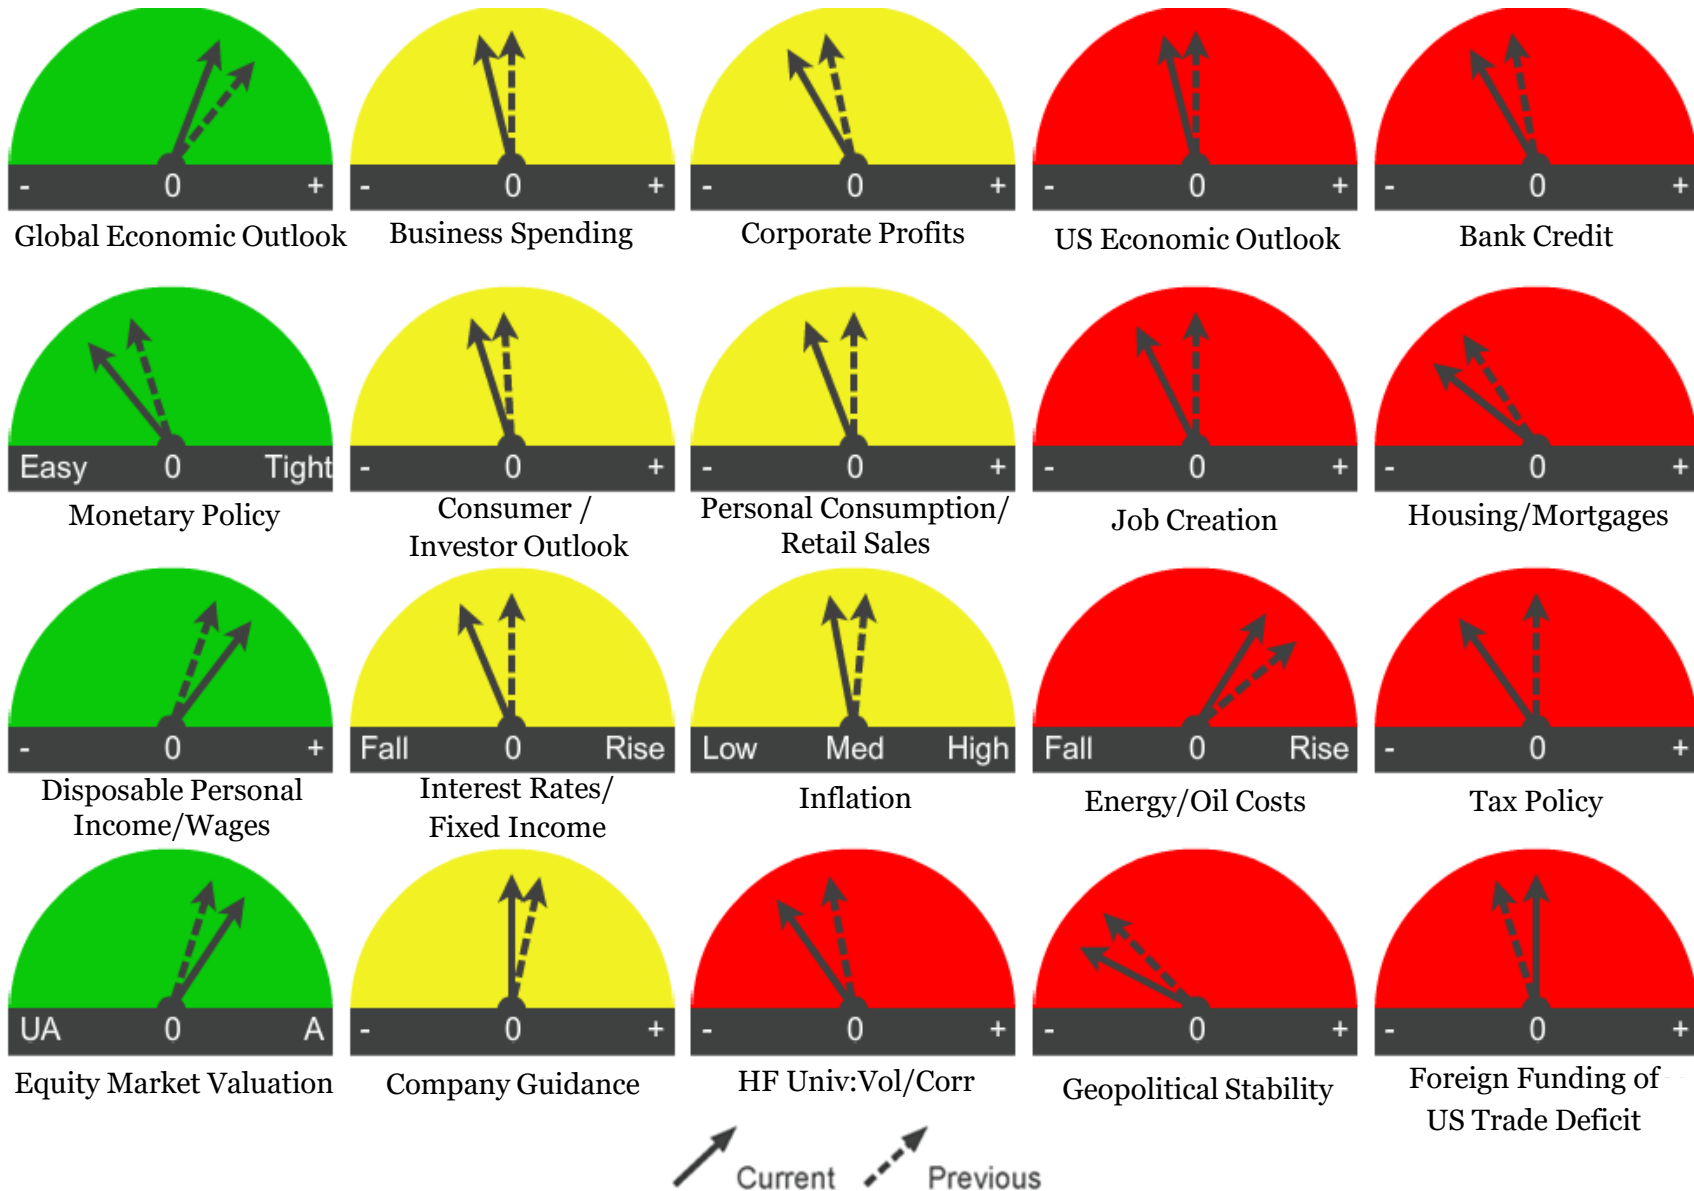 - 0 +
Global Economic Outlook
- 0 +
Business Spending
- 0 +
Corporate Profits
- 0 +
US Economic Outlook
- 0 +
Bank Credit
Easy 0 Tight
Monetary Policy
- 0 +
Consumer /
Investor Outlook
- 0 +
Personal Consumption/
Retail Sales
- 0 +
Job Creation
- 0 +
Housing/Mortgages
- 0 +
Disposable Personal
Income/Wages
Fall 0 Rise
Interest Rates/
Fixed Income
Low Med High
Inflation
Fall 0 Rise
Energy/Oil Costs
- 0 +
Tax Policy
UA 0 A
Equity Market Valuation
- 0 +
Company Guidance
- 0 +
HF Univ:Vol/Corr
- 0 +
Geopolitical Stability
- 0 +
Foreign Funding of
US Trade Deficit
Current
Previous